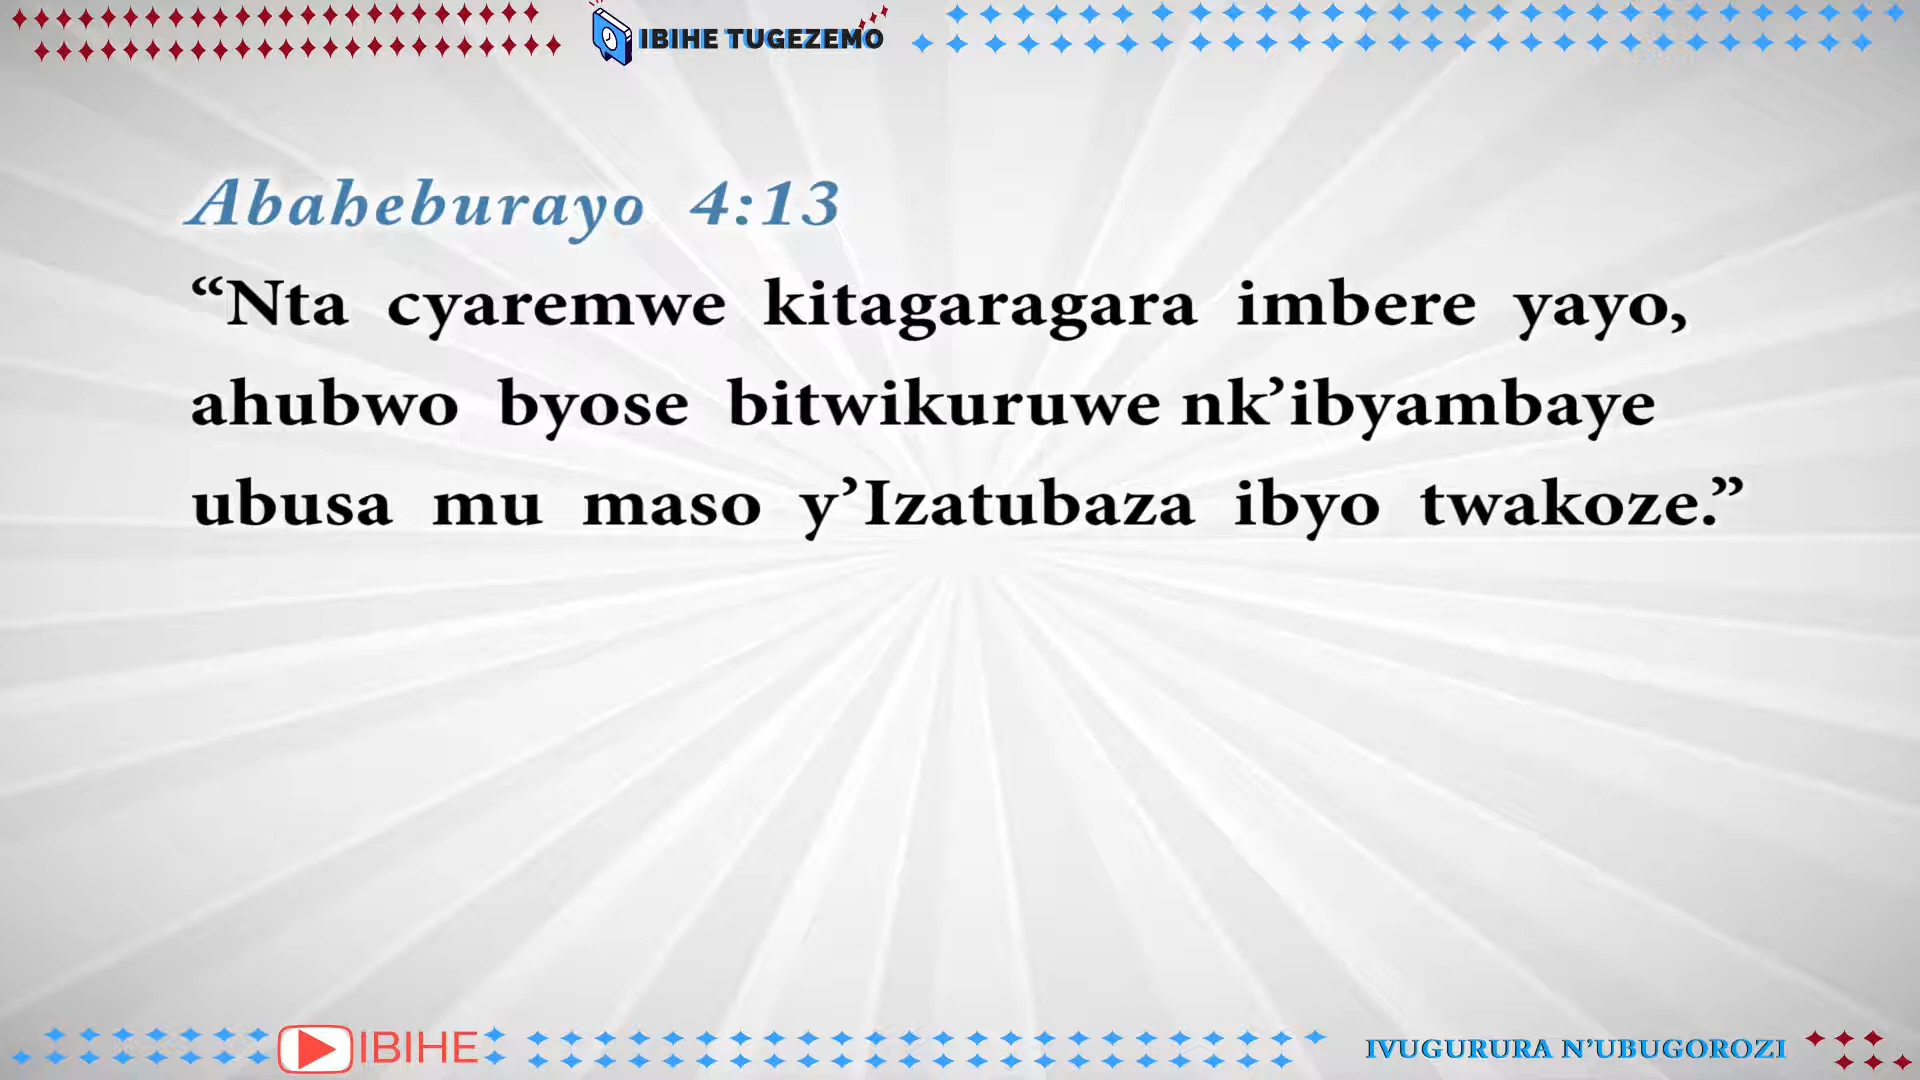 IBIHE TUGEZEMO
Abaheburayo 4:13
“Nta cyaremwe kitagaragara imbere yayo,
ahubwo byose bitwikuruwe nk’ibyambaye
ubusa mu maso y’Izatubaza ibyo twakoze.”
IBIHE
IVUGURURA N’UBUGOROZI